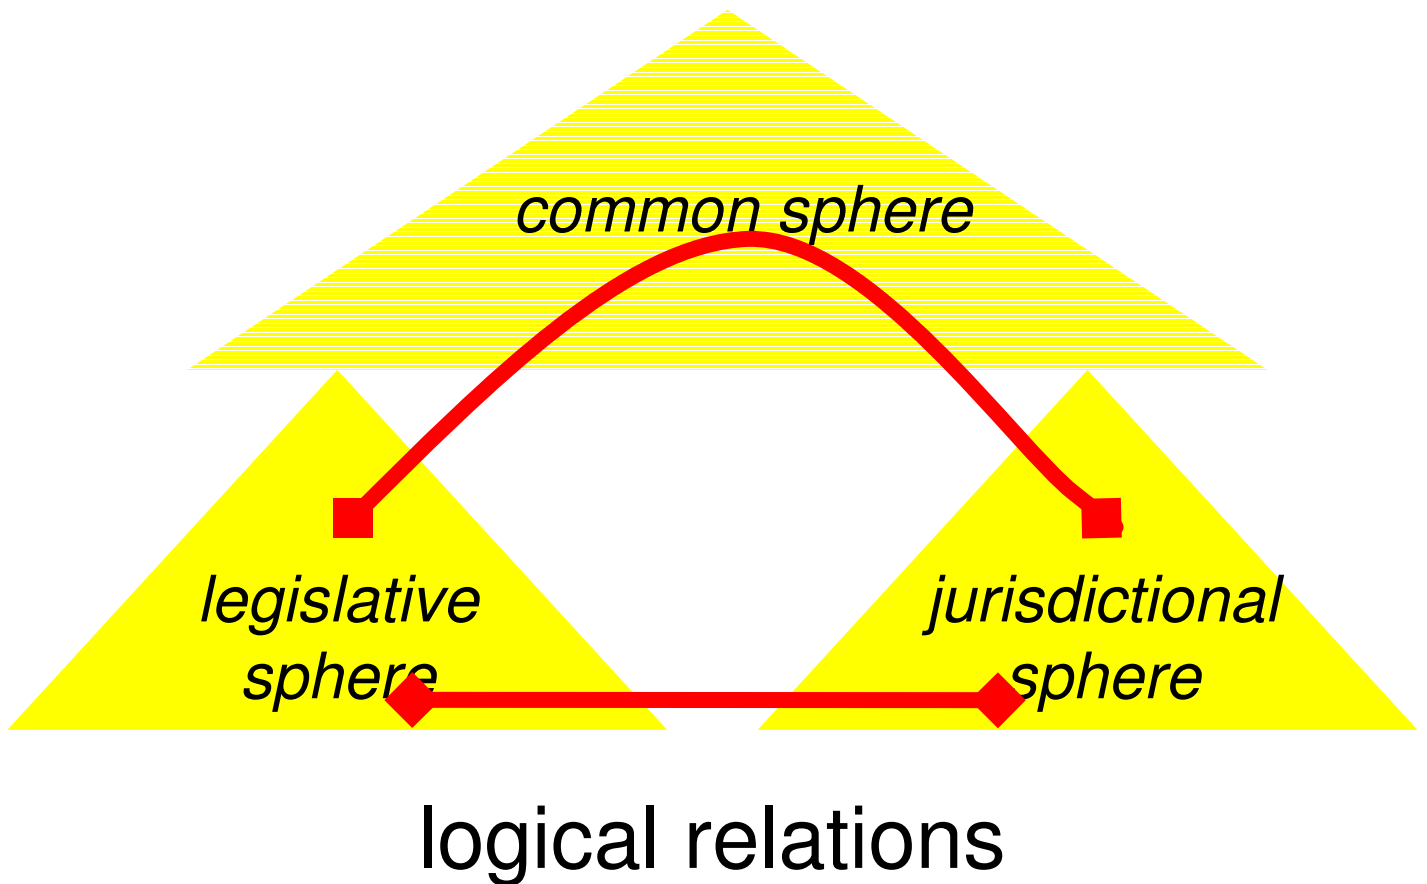 common sphere
legislative
sphere
jurisdictional
sphere
logical relations